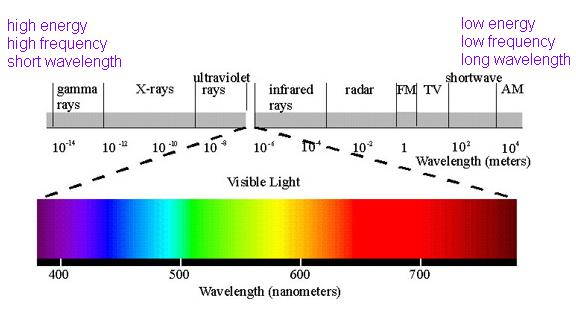 high energy
high frequency
short wavelength
low energy
low frequency
long wavelength
gamma rays
X-rays
ultraviolet rays
infrared rays
radar
FM
TV
shortwave
AM
10⁻¹⁴ 10⁻¹² 10⁻¹⁰ 10⁻⁸ 10⁻⁶ 10⁻⁴ 10⁻² 1 10² 10⁴
Wavelength (meters)
Visible Light
400 500 600 700
Wavelength (nanometers)